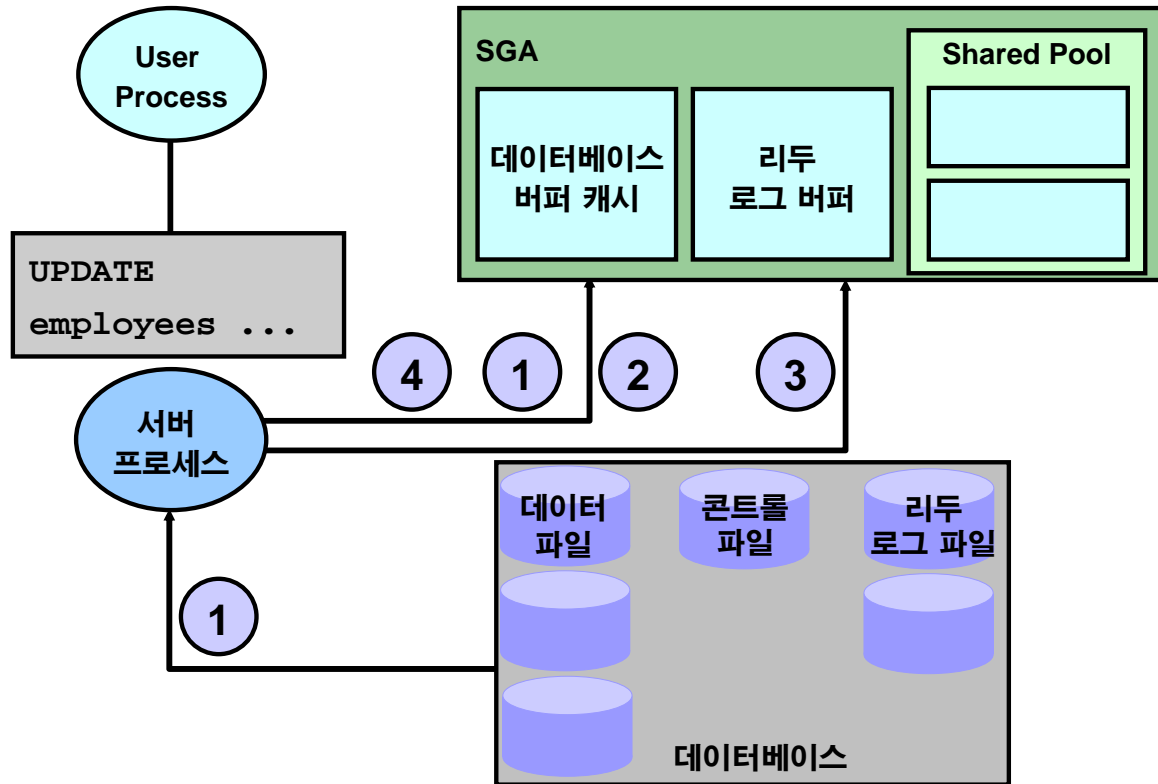 User
Process
SGA
Shared Pool
데이터베이스
버퍼 캐시
리두
로그 버퍼
UPDATE
employees ...
4
1
2
3
서버
프로세스
데이터
파일
콘트롤
파일
리두
로그 파일
1
데이터베이스